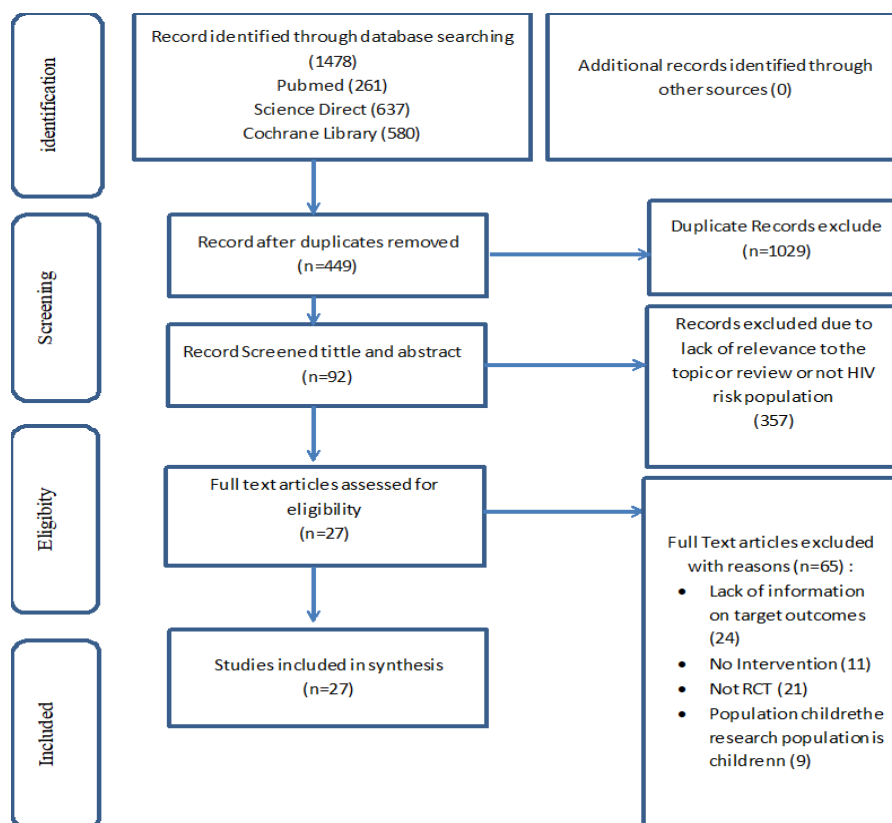 identification
Record identified through database searching
(1478)
Pubmed (261)
Science Direct (637)
Cochrane Library (580)
Additional records identified through
other sources (0)
Screening
Record after duplicates removed
(n=449)
Duplicate Records exclude
(n=1029)
Record Screened tittle and abstract
(n=92)
Records excluded due to
lack of relevance to the
topic or review or not HIV
risk population
(357)
Eligibity
Full text articles assessed for
eligibility
(n=27)
Full Text articles excluded
with reasons (n=65) :
• Lack of information
on target outcomes
(24)
• No Intervention (11)
• Not RCT (21)
• Population childrethe
research population is
childrenn (9)
Included
Studies included in synthesis
(n=27)